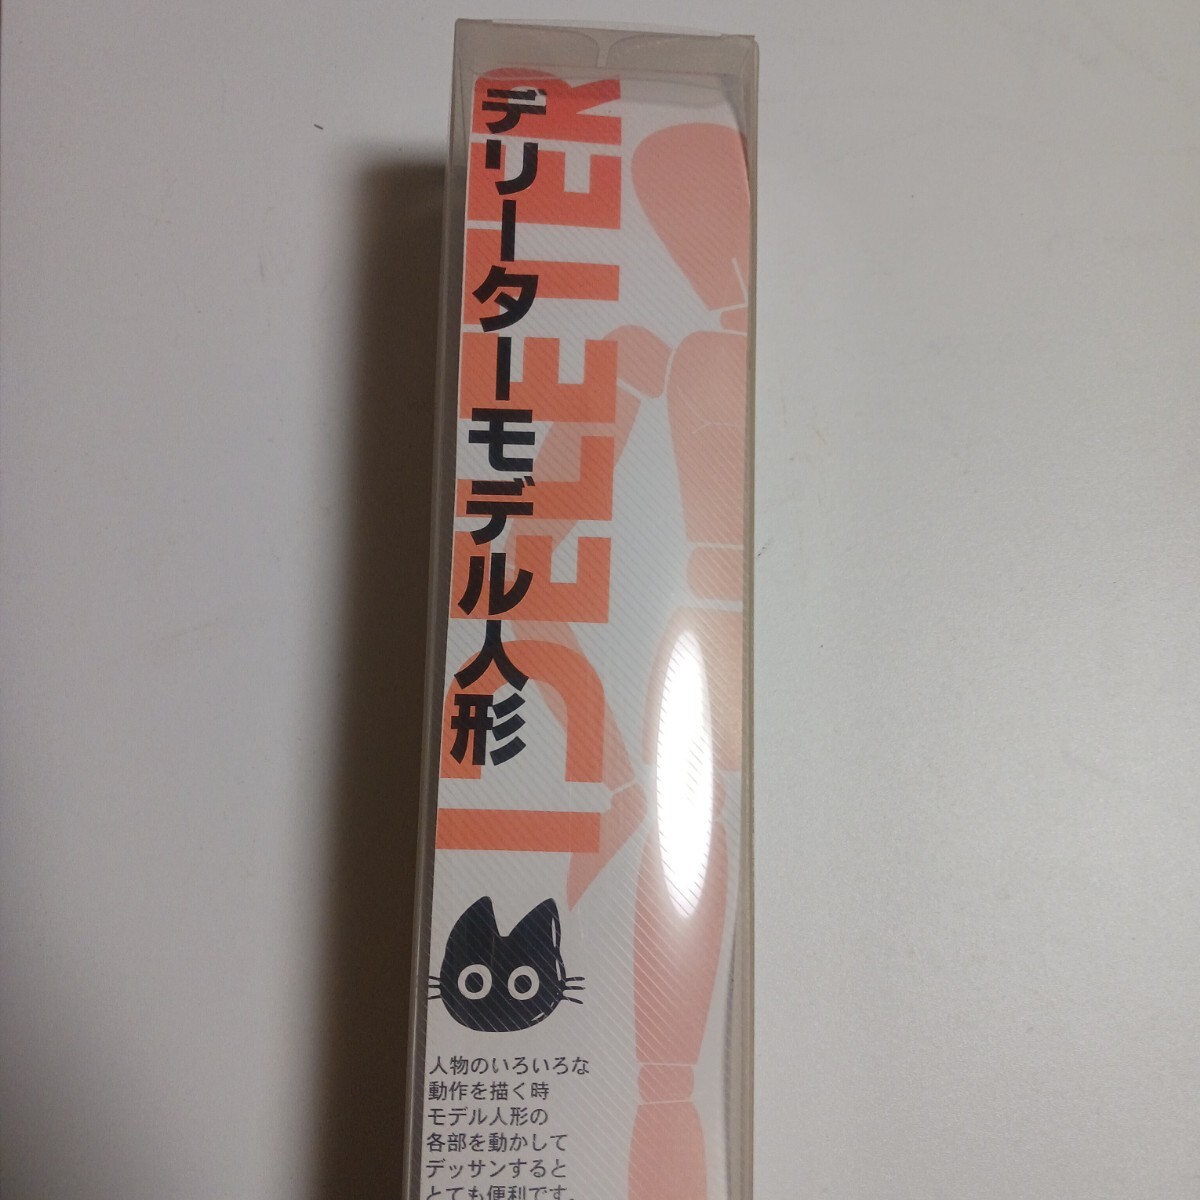 デリーターモデル人形
DELETER
人物のいろいろな
動作を描く時
モデル人形の
各部を動かして
デッサンすると
とても便利です。